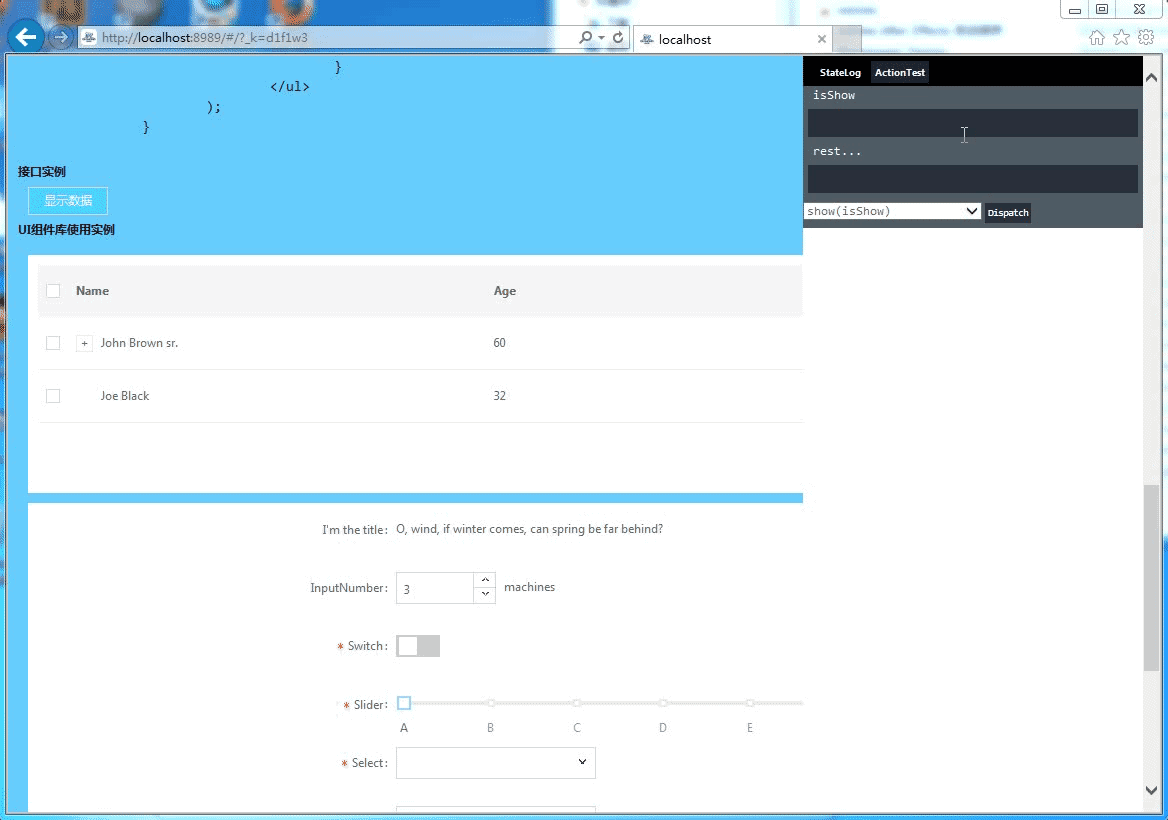 http://localhost:8989/#/?_k=d1f1w3
localhost
}
</ul>
);
}
接口实例
显示数据
UI组件库使用实例
Name Age
+ John Brown sr. 60
Joe Black 32
I'm the title: O, wind, if winter comes, can spring be far behind?
InputNumber: 3 machines
* Switch:
* Slider:
A B C D E
* Select:
StateLog ActionTest
isShow
rest...
show(isShow) Dispatch